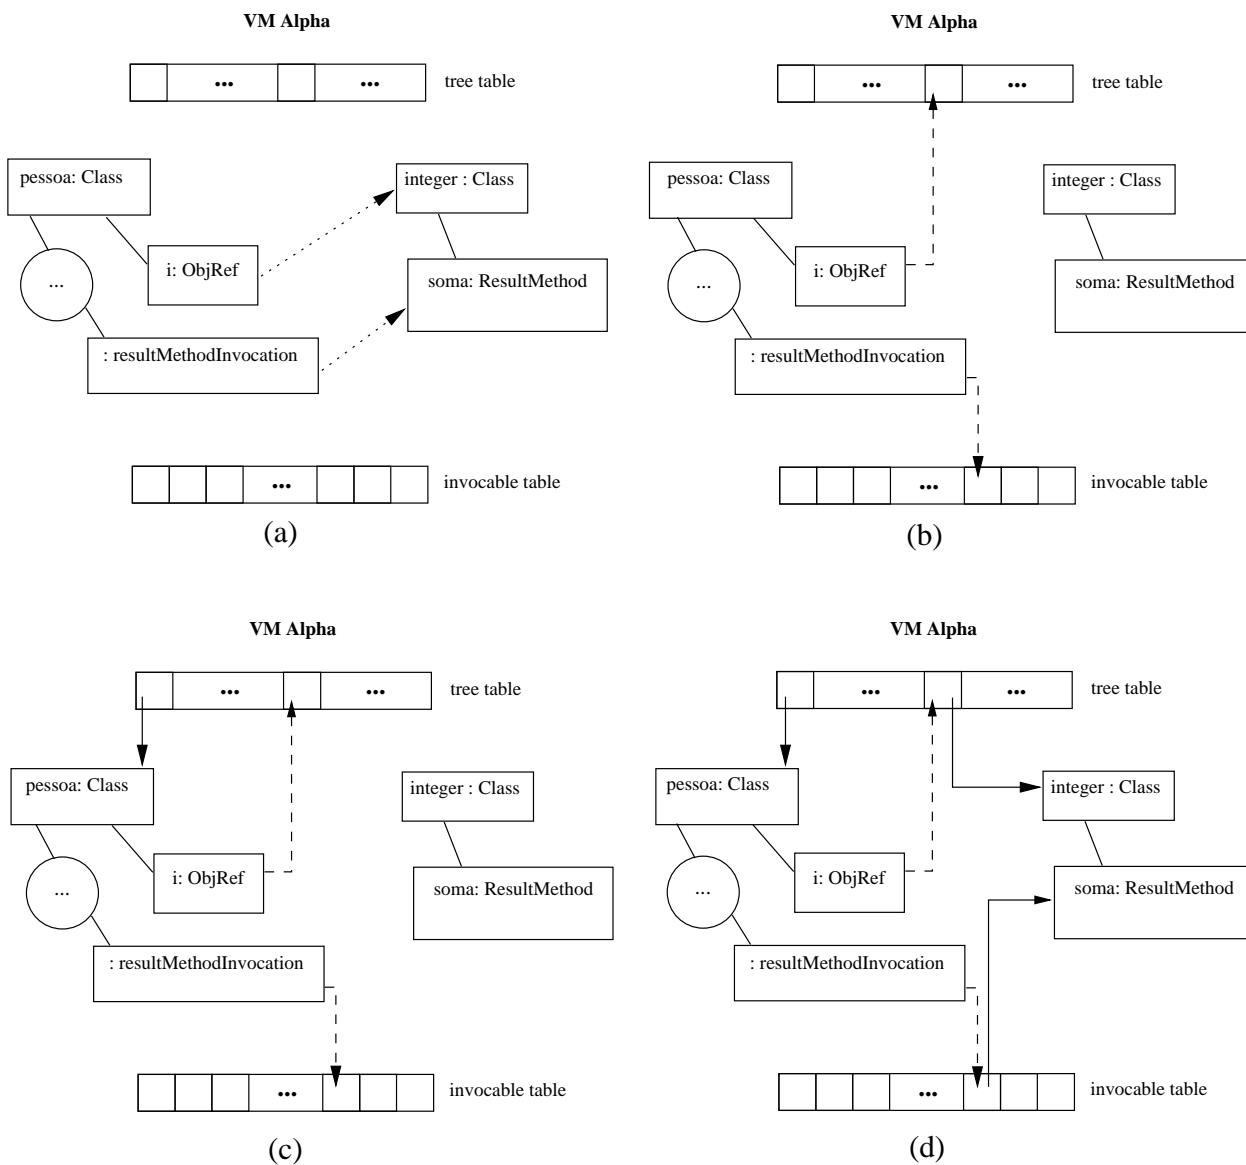 VM Alpha
••• •••
tree table
pessoa: Class
integer : Class
i: ObjRef
...
soma: ResultMethod
: resultMethodInvocation
•••
invocable table
(a)
VM Alpha
••• •••
tree table
pessoa: Class
integer : Class
i: ObjRef
...
soma: ResultMethod
: resultMethodInvocation
•••
invocable table
(b)
VM Alpha
••• •••
tree table
pessoa: Class
integer : Class
i: ObjRef
...
soma: ResultMethod
: resultMethodInvocation
•••
invocable table
(c)
VM Alpha
••• •••
tree table
pessoa: Class
integer : Class
i: ObjRef
...
soma: ResultMethod
: resultMethodInvocation
•••
invocable table
(d)